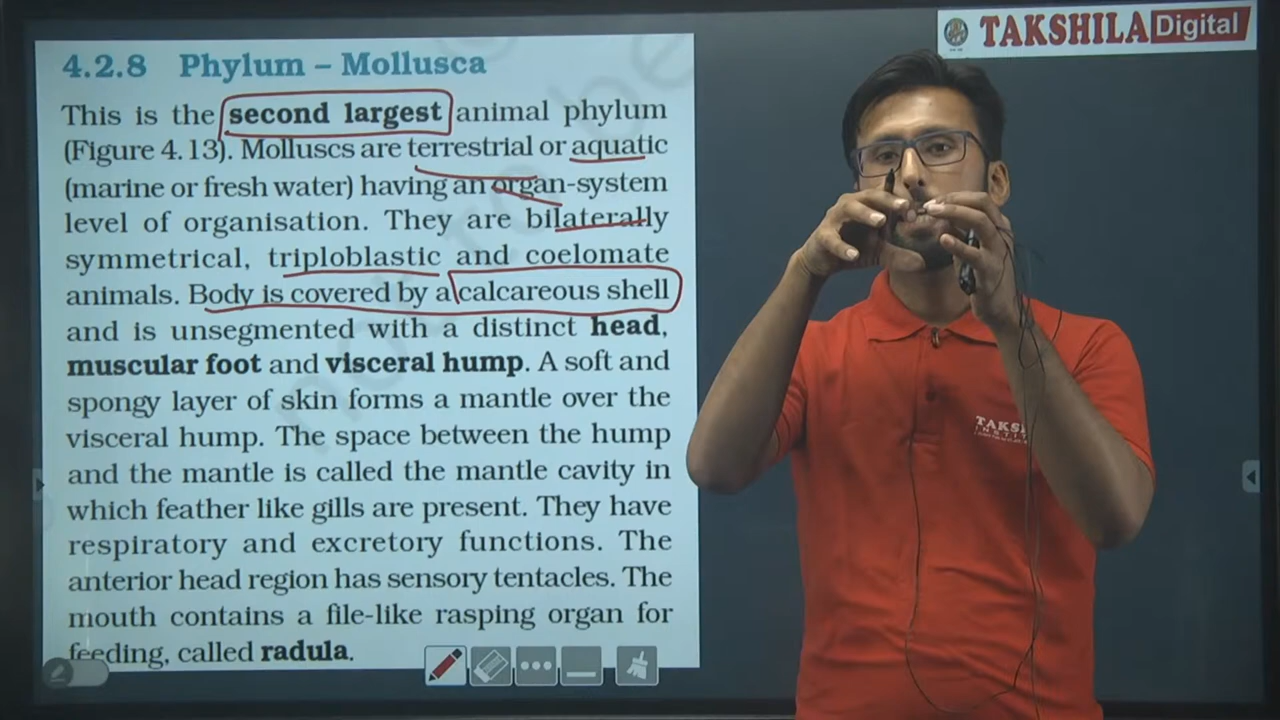 TAKSHILA Digital
4.2.8 Phylum – Mollusca
This is the second largest animal phylum
(Figure 4.13). Molluscs are terrestrial or aquatic
(marine or fresh water) having an organ-system
level of organisation. They are bilaterally
symmetrical, triploblastic and coelomate
animals. Body is covered by a calcareous shell
and is unsegmented with a distinct head,
muscular foot and visceral hump. A soft and
spongy layer of skin forms a mantle over the
visceral hump. The space between the hump
and the mantle is called the mantle cavity in
which feather like gills are present. They have
respiratory and excretory functions. The
anterior head region has sensory tentacles. The
mouth contains a file-like rasping organ for
feeding, called radula.